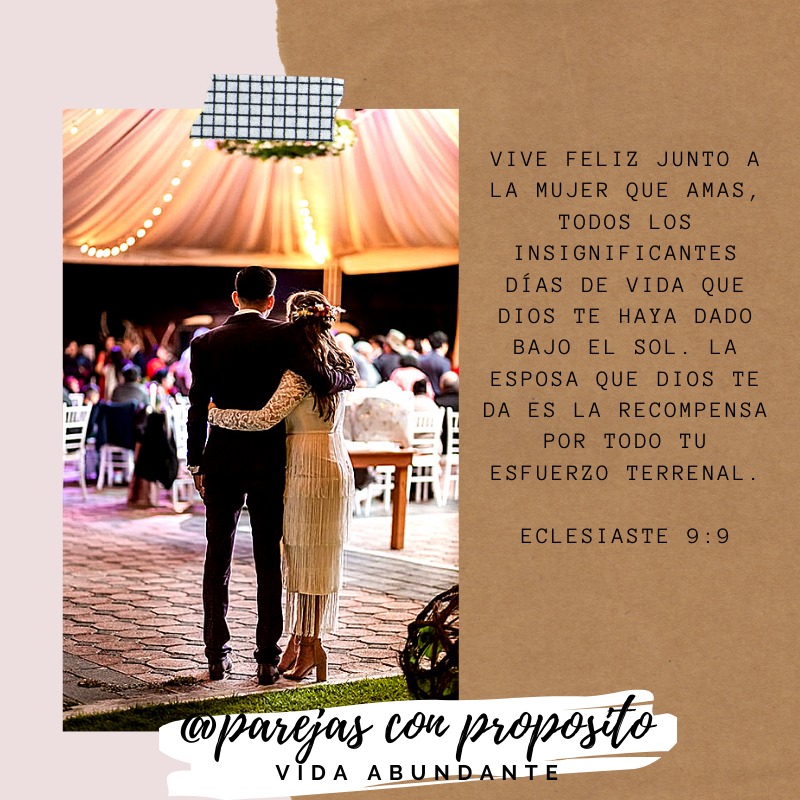 VIVE FELIZ JUNTO A
LA MUJER QUE AMAS,
TODOS LOS
INSIGNIFICANTES
DÍAS DE VIDA QUE
DIOS TE HAYA DADO
BAJO EL SOL. LA
ESPOSA QUE DIOS TE
DA ES LA RECOMPENSA
POR TODO TU
ESFUERZO TERRENAL.
ECLESIASTE 9:9
@parejas con proposito
VIDA ABUNDANTE